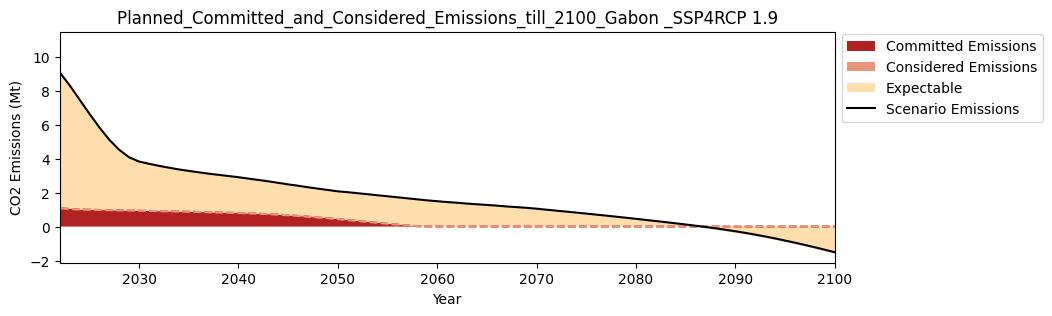 Planned_Committed_and_Considered_Emissions_till_2100_Gabon _SSP4RCP 1.9
Committed Emissions
Considered Emissions
Expectable
Scenario Emissions
CO2 Emissions (Mt)
10
8
6
4
2
0
−2
2030
2040
2050
2060
2070
2080
2090
2100
Year